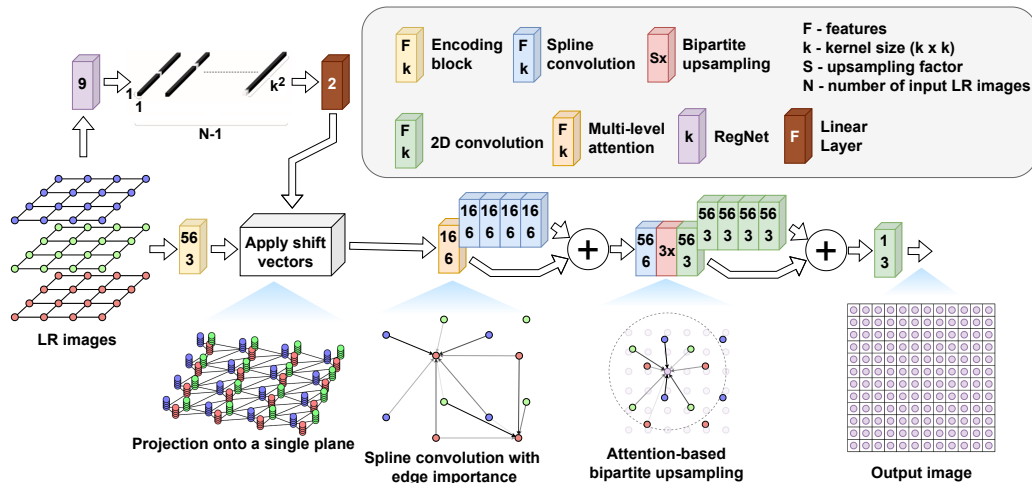 F
k
Encoding
block
F
k
Spline
convolution
Sx
Bipartite
upsampling
F - features
k - kernel size (k x k)
S - upsampling factor
N - number of input LR images
F
k
2D convolution
F
k
Multi-level
attention
k
RegNet
F
Linear
Layer
9
1
1
k²
2
N-1
LR images
56
3
Apply shift
vectors
16
6
16 16 16 16
6 6 6 6
+
56
6
3x
56
3
56 56 56 56
3 3 3 3
+
1
3
Projection onto a single plane
Spline convolution with
edge importance
Attention-based
bipartite upsampling
Output image